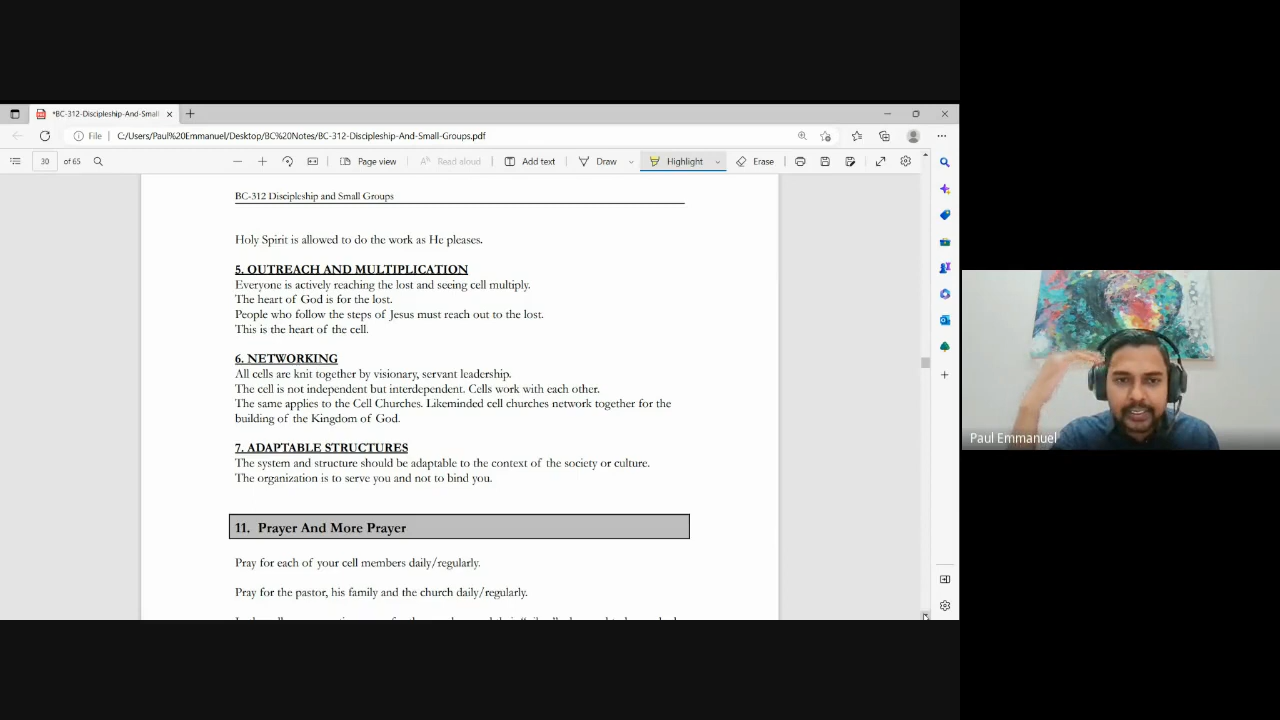 *BC-312-Discipleship-And-Small
File
C:/Users/Paul%20Emmanuel/Desktop/BC%20Notes/BC-312-Discipleship-And-Small-Groups.pdf
30 of 65
Page view
Read aloud
Add text
Draw
Highlight
Erase
BC-312 Discipleship and Small Groups
Holy Spirit is allowed to do the work as He pleases.
5. OUTREACH AND MULTIPLICATION
Everyone is actively reaching the lost and seeing cell multiply.
The heart of God is for the lost.
People who follow the steps of Jesus must reach out to the lost.
This is the heart of the cell.
6. NETWORKING
All cells are knit together by visionary, servant leadership.
The cell is not independent but interdependent. Cells work with each other.
The same applies to the Cell Churches. Likeminded cell churches network together for the
building of the Kingdom of God.
7. ADAPTABLE STRUCTURES
The system and structure should be adaptable to the context of the society or culture.
The organization is to serve you and not to bind you.
11. Prayer And More Prayer
Pray for each of your cell members daily/regularly.
Pray for the pastor, his family and the church daily/regularly.
Paul Emmanuel